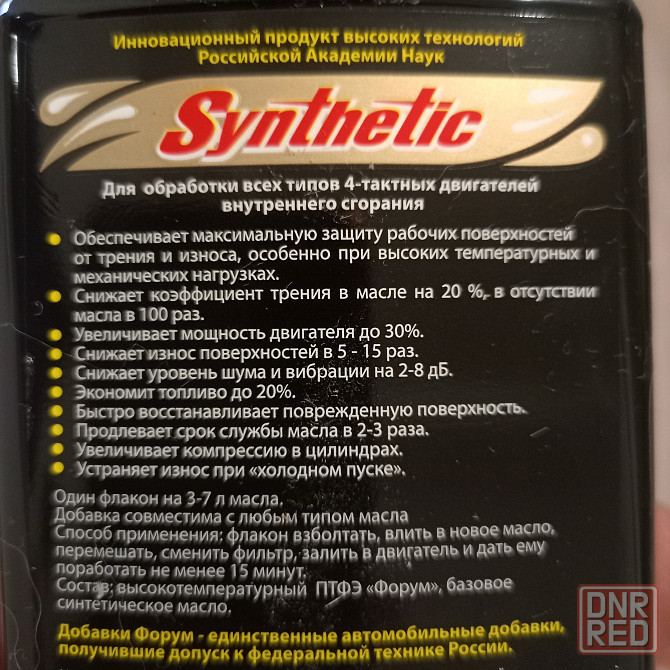 Инновационный продукт высоких технологий
Российской Академии Наук
Synthetic
Для обработки всех типов 4-тактных двигателей
внутреннего сгорания
Обеспечивает максимальную защиту рабочих поверхностей
от трения и износа, особенно при высоких температурных и
механических нагрузках.
Снижает коэффициент трения в масле на 20 %, в отсутствии
масла в 100 раз.
Увеличивает мощность двигателя до 30%.
Снижает износ поверхностей в 5 - 15 раз.
Снижает уровень шума и вибрации на 2-8 дБ.
Экономит топливо до 20%.
Быстро восстанавливает поврежденную поверхность.
Продлевает срок службы масла в 2-3 раза.
Увеличивает компрессию в цилиндрах.
Устраняет износ при «холодном пуске».
Один флакон на 3-7 л масла.
Добавка совместима с любым типом масла
Способ применения: флакон взболтать, влить в новое масло,
перемешать, сменить фильтр, залить в двигатель и дать ему
поработать не менее 15 минут.
Состав: высокотемпературный ПТФЭ «Форум», базовое
синтетическое масло.
Добавки Форум - единственные автомобильные добавки,
получившие допуск к федеральной технике России.
DNR
RED